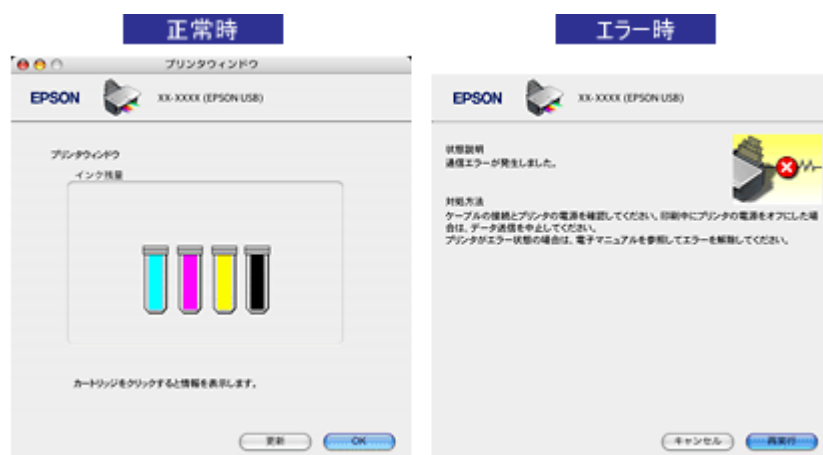 正常時
プリンタウィンドウ
EPSON
XX-XXXX (EPSON USB)
プリンタウィンドウ
インク残量
カートリッジをクリックすると情報を表示します。
更新
OK
エラー時
EPSON
XX-XXXX (EPSON USB)
状態説明
通信エラーが発生しました。
対処方法
ケーブルの接続とプリンタの電源を確認してください。印刷中にプリンタの電源をオフにした場
合は、データ送信を中止してください。
プリンタがエラー状態の場合は、電子マニュアルを参照してエラーを解除してください。
キャンセル
再実行